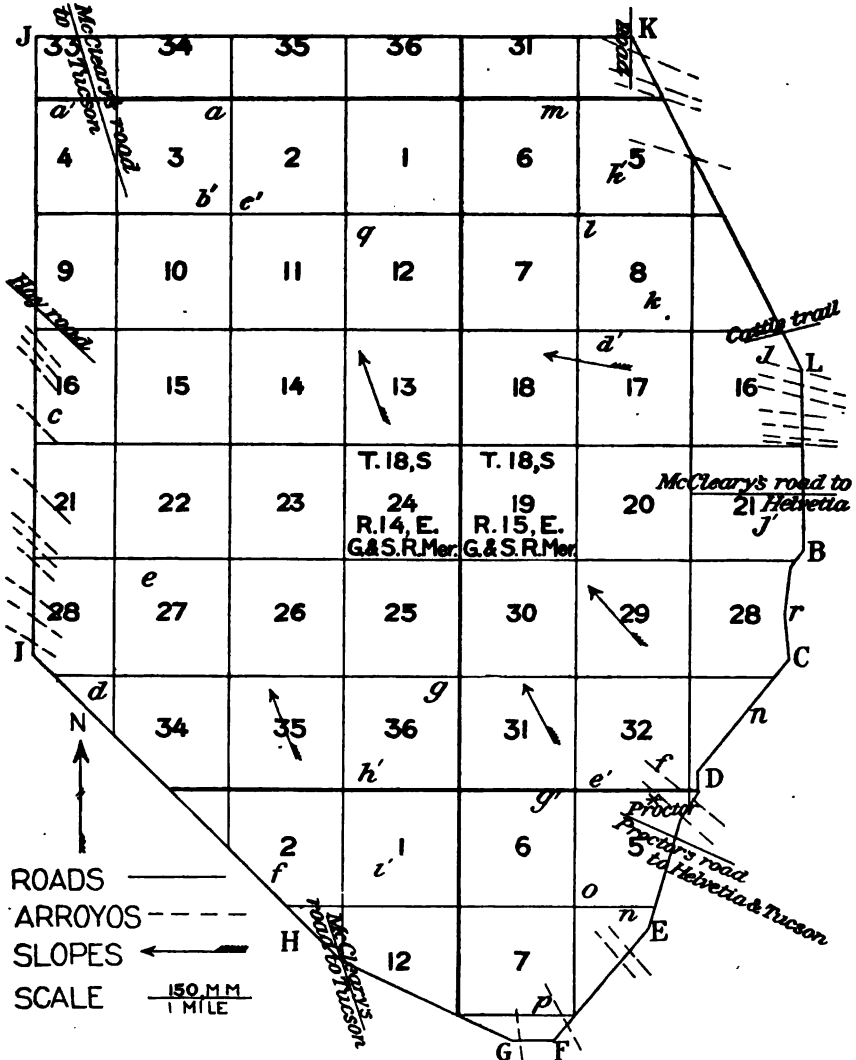 J
K
McCleary's road
to Tucson
Road
33 34 35 36 31
a' a m
4 3 2 1 6 5
k'
b' c'
q l
9 10 11 12 7 8
k
Hay road
Cattle trail
d' J L
16 15 14 13 18 17 16
c
T. 18, S T. 18, S
McCleary's road to
Helvetia
21 22 23 24 19 20 21
J'
R. 14, E. R. 15, E.
G.& S. R. Mer. G.& S. R. Mer.
B
e
28 27 26 25 30 29 28
r
I C
d g n
N
34 35 36 31 32
f D
h' g' e'
Proctor
Proctor's road
to Helvetia & Tucson
2 1 6 5
f i'
o n
E
H
McCleary's
road to Tucson
12 7
p
G F
ROADS
ARROYOS
SLOPES
SCALE 150, MM
1 MILE